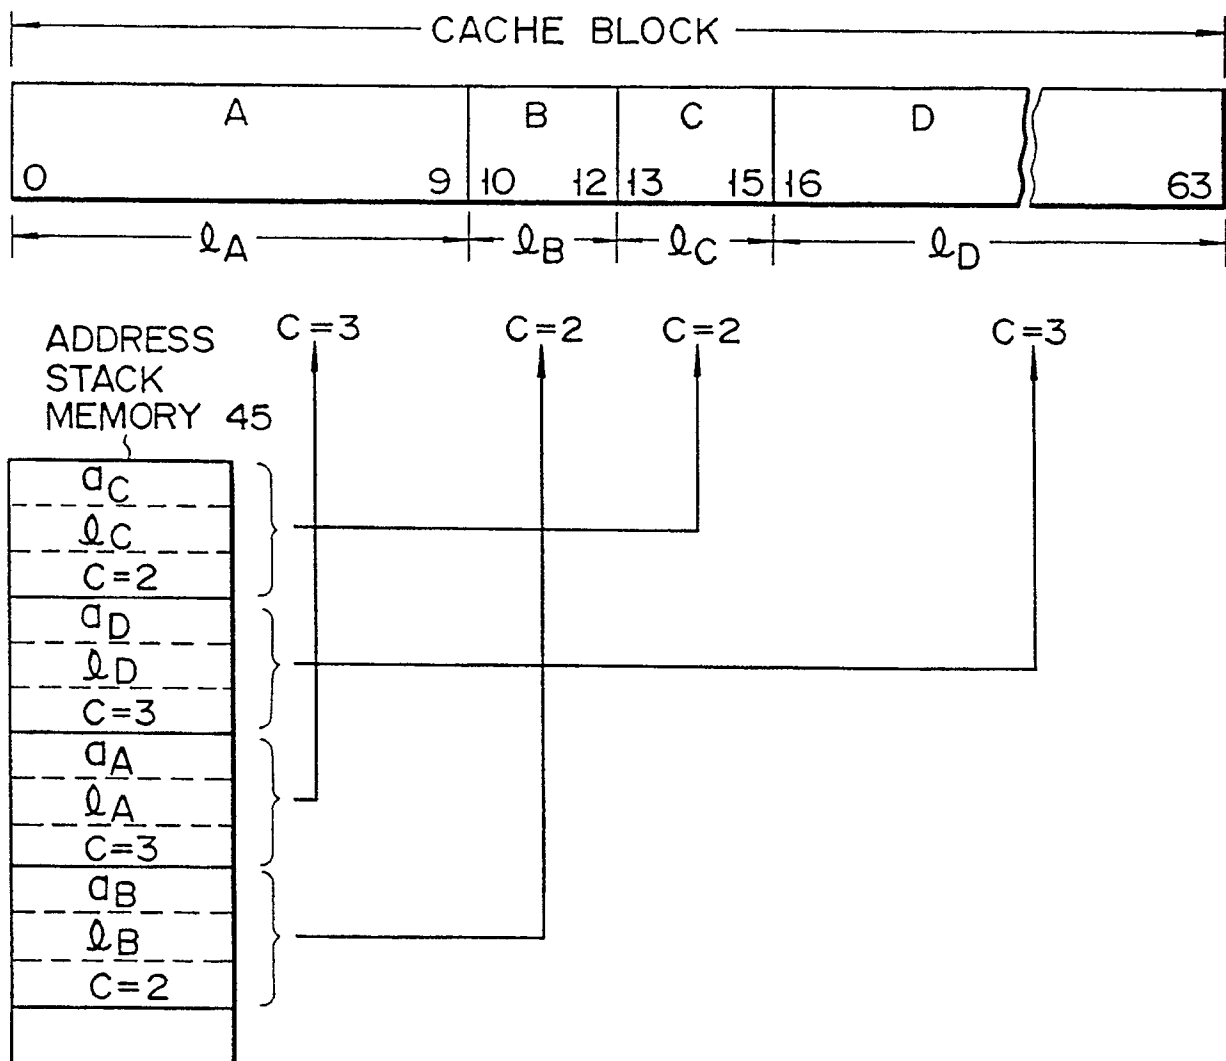 CACHE BLOCK
A B C D
0 9 10 12 13 15 16 63
ℓA ℓB ℓC ℓD
C=3 C=2 C=2 C=3
ADDRESS
STACK
MEMORY 45
aC
ℓC
C=2
aD
ℓD
C=3
aA
ℓA
C=3
aB
ℓB
C=2